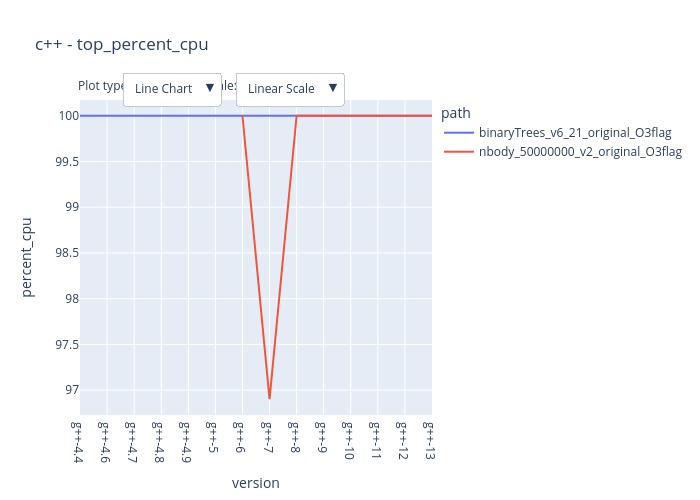 c++ - top_percent_cpu
Plot type
Line Chart ▼
ale:
Linear Scale ▼
path
binaryTrees_v6_21_original_O3flag
nbody_50000000_v2_original_O3flag
percent_cpu
100
99.5
99
98.5
98
97.5
97
g++-4.4
g++-4.6
g++-4.7
g++-4.8
g++-4.9
g++-5
g++-6
g++-7
g++-8
g++-9
g++-10
g++-11
g++-12
g++-13
version